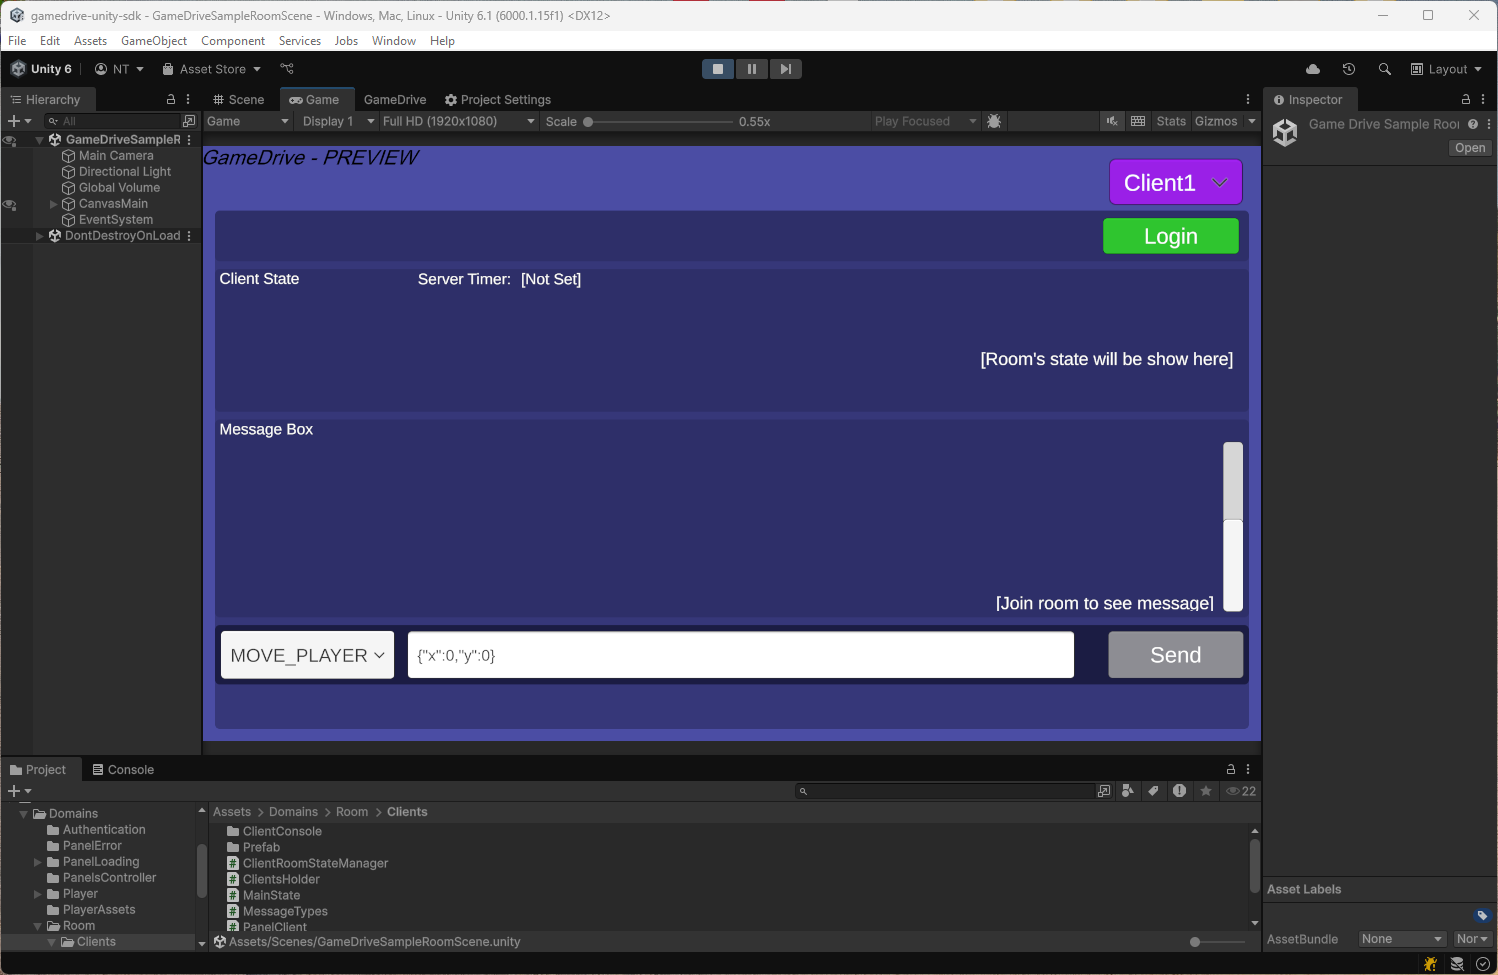 gamedrive-unity-sdk - GameDriveSampleRoomScene - Windows, Mac, Linux - Unity 6.1 (6000.1.15f1) <DX12>
File Edit Assets GameObject Component Services Jobs Window Help
Unity 6 NT Asset Store Layout
Hierarchy Scene Game GameDrive Project Settings Inspector
All Game Display 1 Full HD (1920x1080) Scale 0.55x Play Focused Stats Gizmos
Game Drive Sample Roo
Open
GameDriveSampleR
Main Camera
Directional Light
Global Volume
CanvasMain
EventSystem
DontDestroyOnLoad
GameDrive - PREVIEW
Client1
Login
Client State Server Timer: [Not Set]
[Room's state will be show here]
Message Box
[Join room to see message]
MOVE_PLAYER {"x":0,"y":0} Send
Project Console
22
Domains
Authentication
PanelError
PanelLoading
PanelsController
Player
PlayerAssets
Room
Clients
Assets > Domains > Room > Clients
ClientConsole
Prefab
ClientRoomStateManager
ClientsHolder
MainState
MessageTypes
PanelClient
Assets/Scenes/GameDriveSampleRoomScene.unity
Asset Labels
AssetBundle None Nor